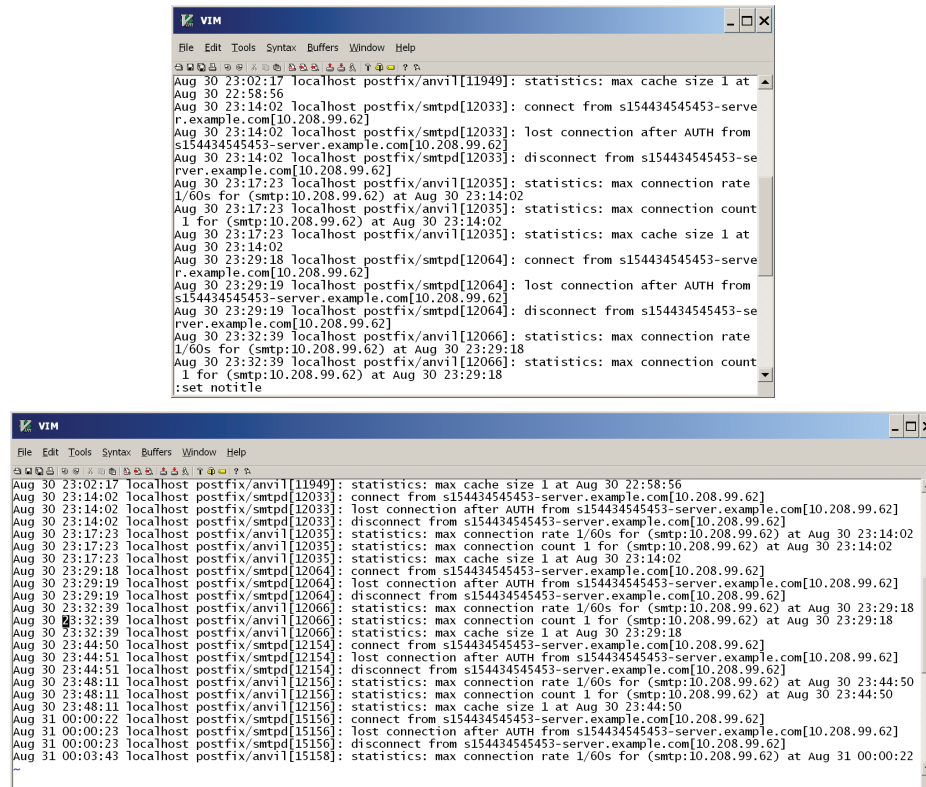 VIM
File Edit Tools Syntax Buffers Window Help
Aug 30 23:02:17 localhost postfix/anvil[11949]: statistics: max cache size 1 at
Aug 30 22:58:56
Aug 30 23:14:02 localhost postfix/smtpd[12033]: connect from s154434545453-serve
r.example.com[10.208.99.62]
Aug 30 23:14:02 localhost postfix/smtpd[12033]: lost connection after AUTH from
s154434545453-server.example.com[10.208.99.62]
Aug 30 23:14:02 localhost postfix/smtpd[12033]: disconnect from s154434545453-se
rver.example.com[10.208.99.62]
Aug 30 23:17:23 localhost postfix/anvil[12035]: statistics: max connection rate
1/60s for (smtp:10.208.99.62) at Aug 30 23:14:02
Aug 30 23:17:23 localhost postfix/anvil[12035]: statistics: max connection count
1 for (smtp:10.208.99.62) at Aug 30 23:14:02
Aug 30 23:17:23 localhost postfix/anvil[12035]: statistics: max cache size 1 at
Aug 30 23:14:02
Aug 30 23:29:18 localhost postfix/smtpd[12064]: connect from s154434545453-serve
r.example.com[10.208.99.62]
Aug 30 23:29:19 localhost postfix/smtpd[12064]: lost connection after AUTH from
s154434545453-server.example.com[10.208.99.62]
Aug 30 23:29:19 localhost postfix/smtpd[12064]: disconnect from s154434545453-se
rver.example.com[10.208.99.62]
Aug 30 23:32:39 localhost postfix/anvil[12066]: statistics: max connection rate
1/60s for (smtp:10.208.99.62) at Aug 30 23:29:18
Aug 30 23:32:39 localhost postfix/anvil[12066]: statistics: max connection count
1 for (smtp:10.208.99.62) at Aug 30 23:29:18
:set notitle
VIM
File Edit Tools Syntax Buffers Window Help
Aug 30 23:02:17 localhost postfix/anvil[11949]: statistics: max cache size 1 at Aug 30 22:58:56
Aug 30 23:14:02 localhost postfix/smtpd[12033]: connect from s154434545453-server.example.com[10.208.99.62]
Aug 30 23:14:02 localhost postfix/smtpd[12033]: lost connection after AUTH from s154434545453-server.example.com[10.208.99.62]
Aug 30 23:14:02 localhost postfix/smtpd[12033]: disconnect from s154434545453-server.example.com[10.208.99.62]
Aug 30 23:17:23 localhost postfix/anvil[12035]: statistics: max connection rate 1/60s for (smtp:10.208.99.62) at Aug 30 23:14:02
Aug 30 23:17:23 localhost postfix/anvil[12035]: statistics: max connection count 1 for (smtp:10.208.99.62) at Aug 30 23:14:02
Aug 30 23:17:23 localhost postfix/anvil[12035]: statistics: max cache size 1 at Aug 30 23:14:02
Aug 30 23:29:18 localhost postfix/smtpd[12064]: connect from s154434545453-server.example.com[10.208.99.62]
Aug 30 23:29:19 localhost postfix/smtpd[12064]: lost connection after AUTH from s154434545453-server.example.com[10.208.99.62]
Aug 30 23:29:19 localhost postfix/smtpd[12064]: disconnect from s154434545453-server.example.com[10.208.99.62]
Aug 30 23:32:39 localhost postfix/anvil[12066]: statistics: max connection rate 1/60s for (smtp:10.208.99.62) at Aug 30 23:29:18
Aug 30 23:32:39 localhost postfix/anvil[12066]: statistics: max connection count 1 for (smtp:10.208.99.62) at Aug 30 23:29:18
Aug 30 23:32:39 localhost postfix/anvil[12066]: statistics: max cache size 1 at Aug 30 23:29:18
Aug 30 23:44:50 localhost postfix/smtpd[12154]: connect from s154434545453-server.example.com[10.208.99.62]
Aug 30 23:44:51 localhost postfix/smtpd[12154]: lost connection after AUTH from s154434545453-server.example.com[10.208.99.62]
Aug 30 23:44:51 localhost postfix/smtpd[12154]: disconnect from s154434545453-server.example.com[10.208.99.62]
Aug 30 23:48:11 localhost postfix/anvil[12156]: statistics: max connection rate 1/60s for (smtp:10.208.99.62) at Aug 30 23:44:50
Aug 30 23:48:11 localhost postfix/anvil[12156]: statistics: max connection count 1 for (smtp:10.208.99.62) at Aug 30 23:44:50
Aug 30 23:48:11 localhost postfix/anvil[12156]: statistics: max cache size 1 at Aug 30 23:44:50
Aug 31 00:00:22 localhost postfix/smtpd[15156]: connect from s154434545453-server.example.com[10.208.99.62]
Aug 31 00:00:23 localhost postfix/smtpd[15156]: lost connection after AUTH from s154434545453-server.example.com[10.208.99.62]
Aug 31 00:00:23 localhost postfix/smtpd[15156]: disconnect from s154434545453-server.example.com[10.208.99.62]
Aug 31 00:03:43 localhost postfix/anvil[15158]: statistics: max connection rate 1/60s for (smtp:10.208.99.62) at Aug 31 00:00:22
~